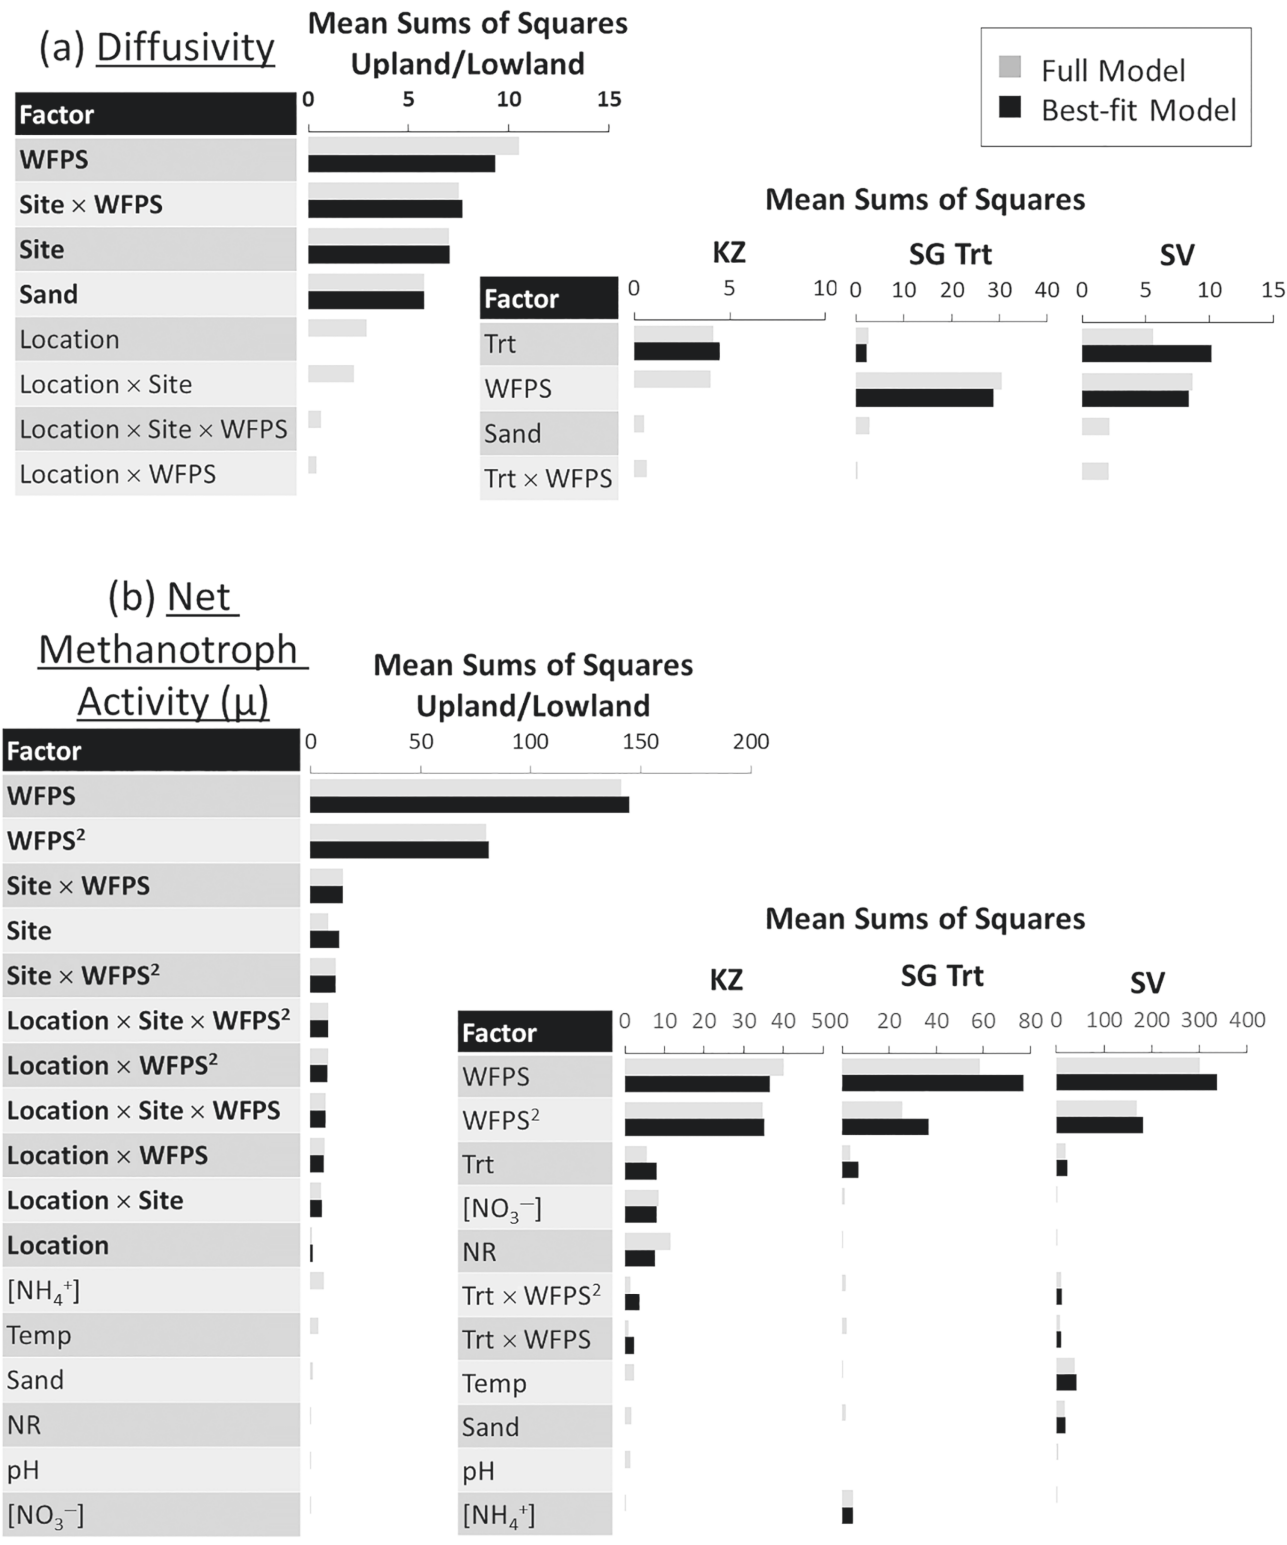 (a) Diffusivity
Mean Sums of Squares
Upland/Lowland
0 5 10 15
Full Model
Best-fit Model
Factor
WFPS
Site × WFPS
Site
Sand
Location
Location × Site
Location × Site × WFPS
Location × WFPS
Mean Sums of Squares
KZ SG Trt SV
0 5 10 0 10 20 30 40 0 5 10 15
Factor
Trt
WFPS
Sand
Trt × WFPS
(b) Net
Methanotroph
Activity (μ)
Mean Sums of Squares
Upland/Lowland
0 50 100 150 200
Factor
WFPS
WFPS²
Site × WFPS
Site
Site × WFPS²
Location × Site × WFPS²
Location × WFPS²
Location × Site × WFPS
Location × WFPS
Location × Site
Location
[NH₄⁺]
Temp
Sand
NR
pH
[NO₃⁻]
Mean Sums of Squares
KZ SG Trt SV
0 10 20 30 40 50 0 20 40 60 80 0 100 200 300 400
Factor
WFPS
WFPS²
Trt
[NO₃⁻]
NR
Trt × WFPS²
Trt × WFPS
Temp
Sand
pH
[NH₄⁺]